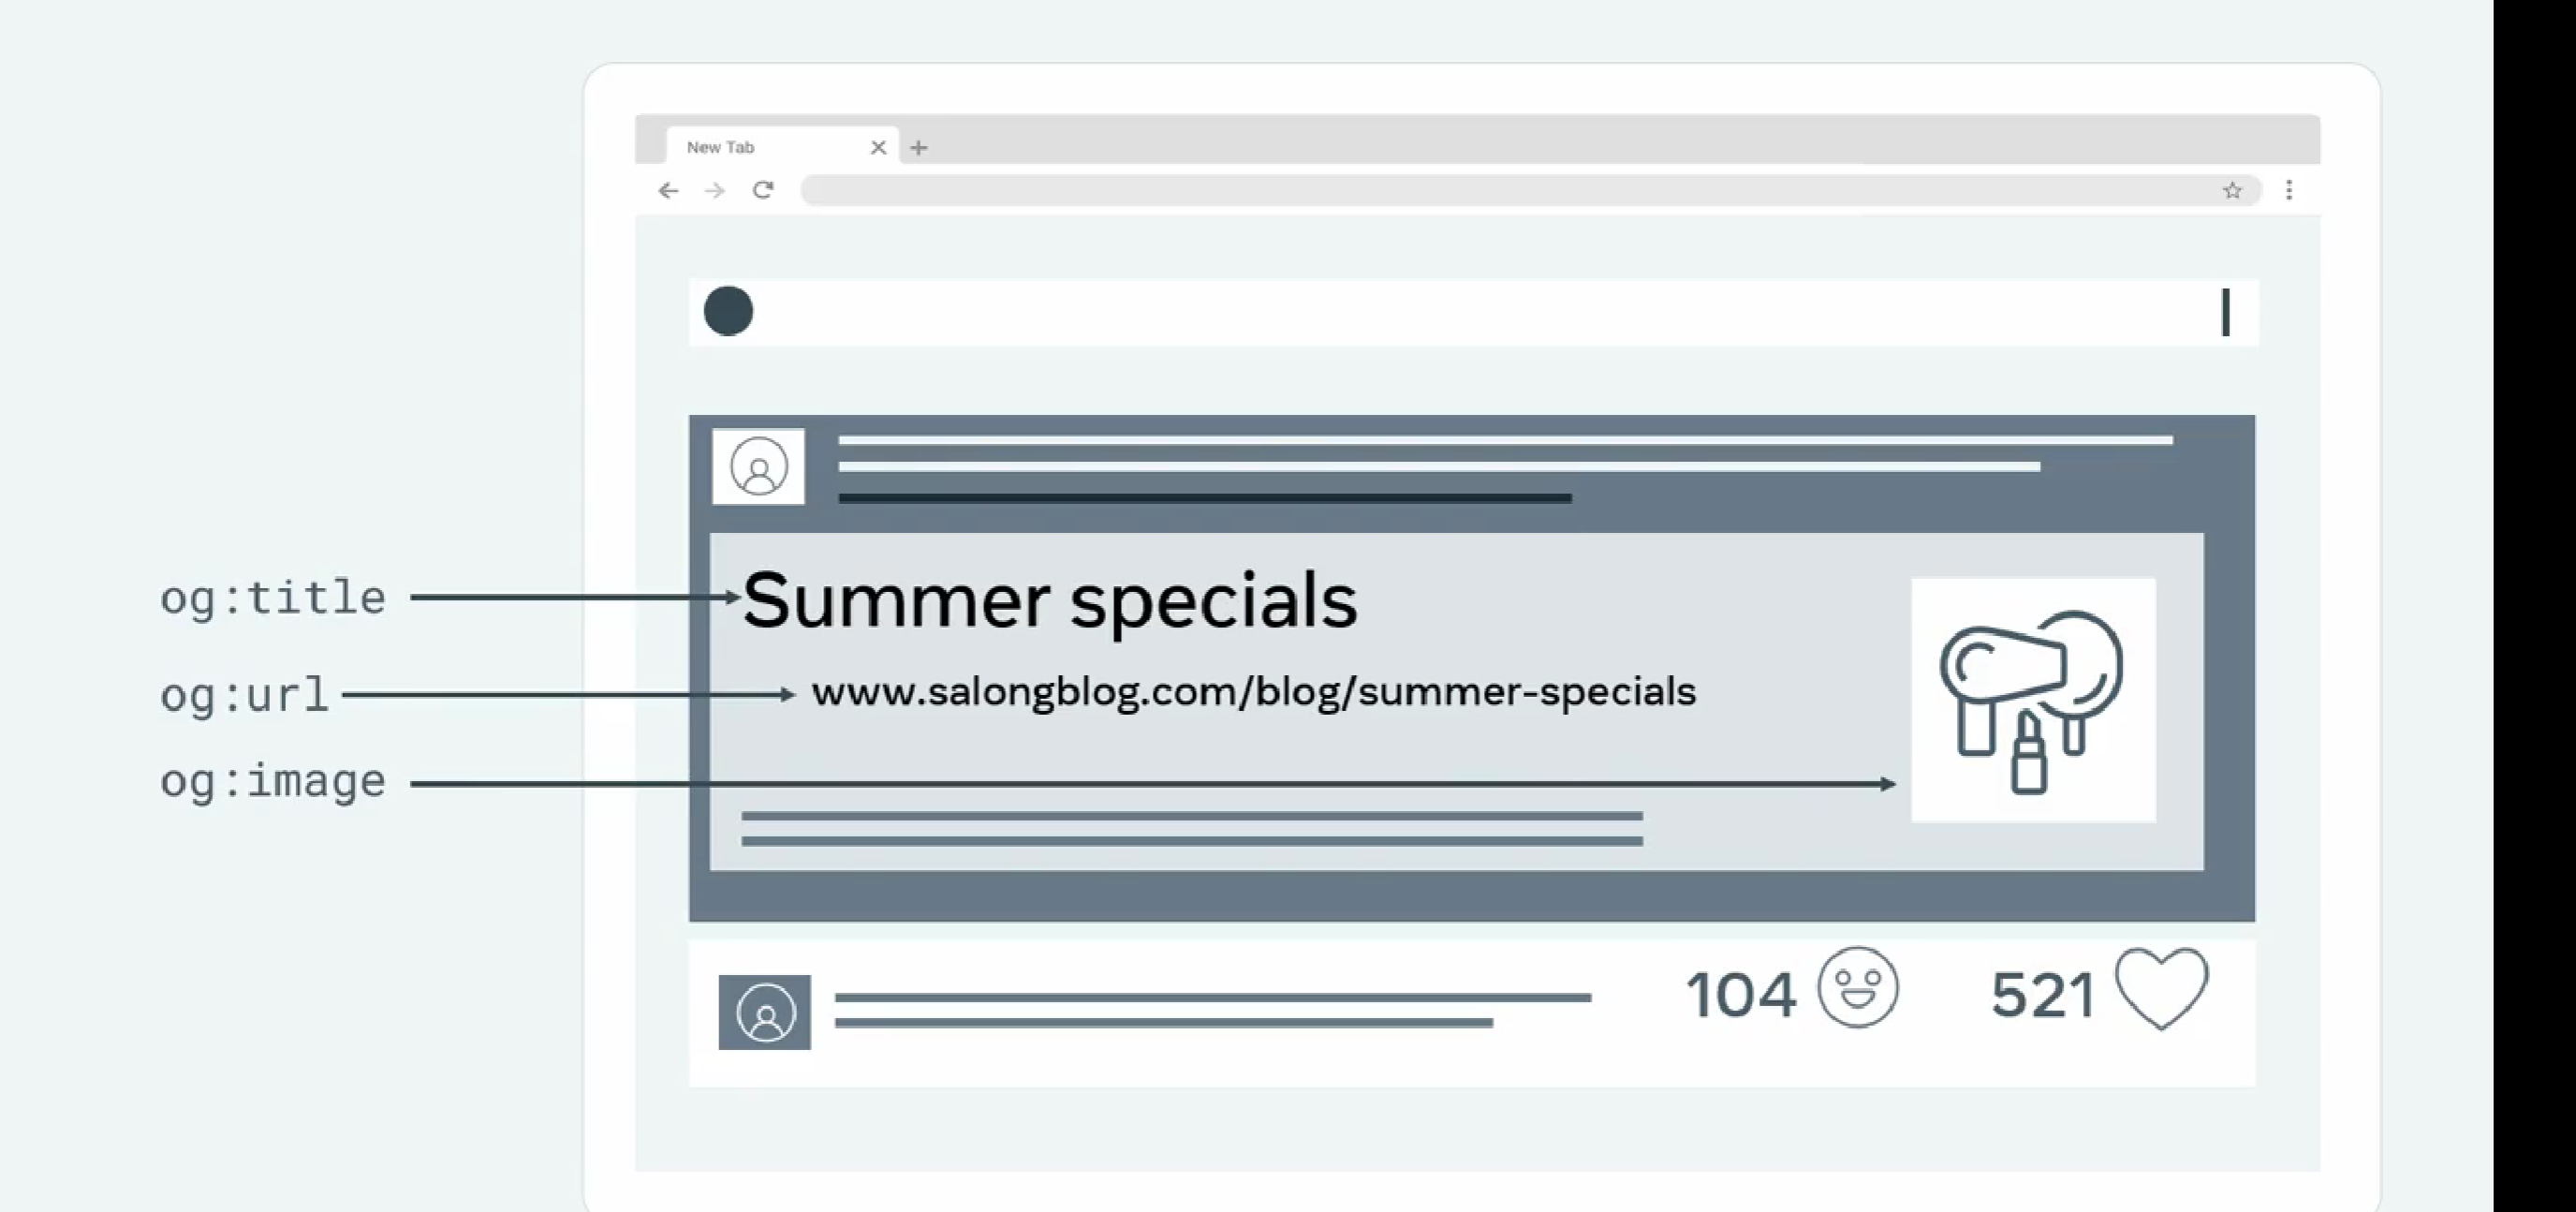 New Tab
og:title
Summer specials
og:url
www.salongblog.com/blog/summer-specials
og:image
104
521